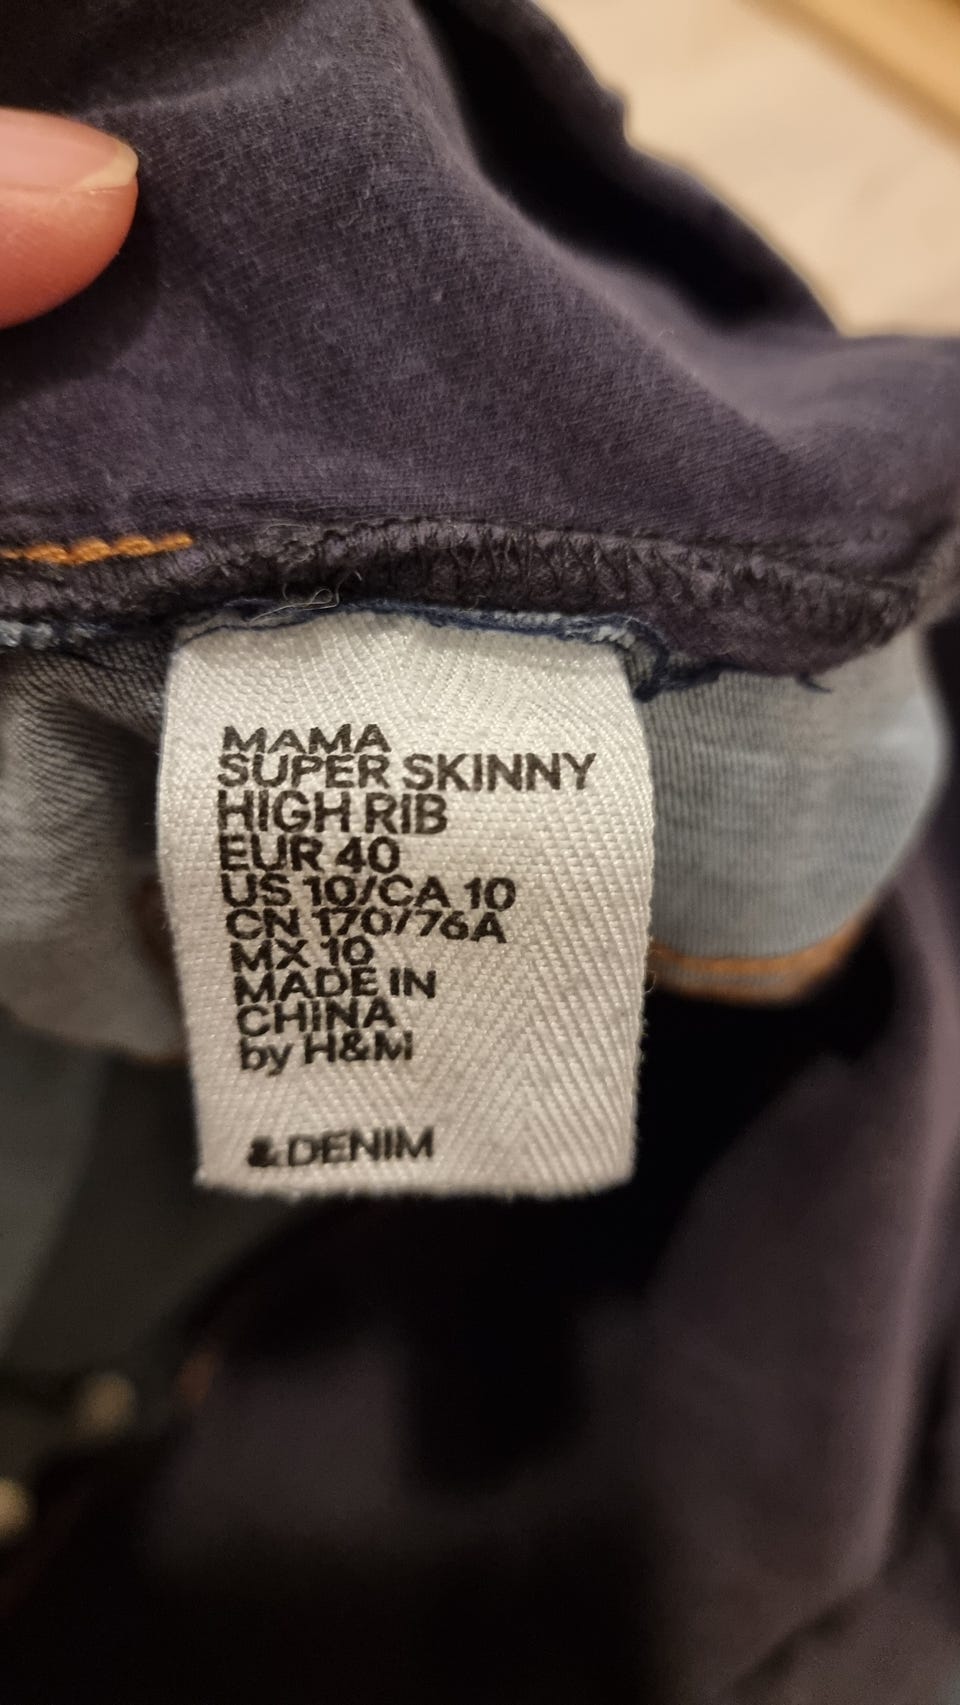 MAMA
SUPER SKINNY
HIGH RIB
EUR 40
US 10/CA 10
CN 170/76A
MX 10
MADE IN
CHINA
by H&M
&DENIM